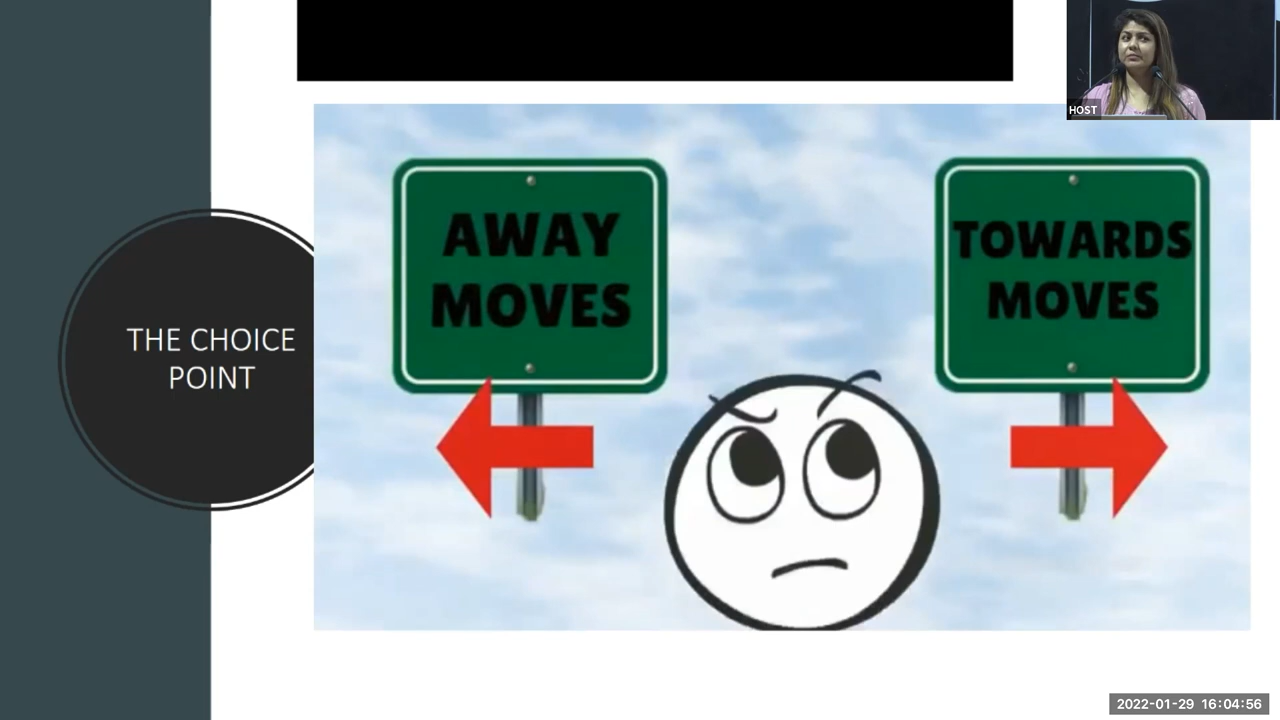 HOST
THE CHOICE
POINT
AWAY
MOVES
TOWARDS
MOVES
2022-01-29 16:04:56